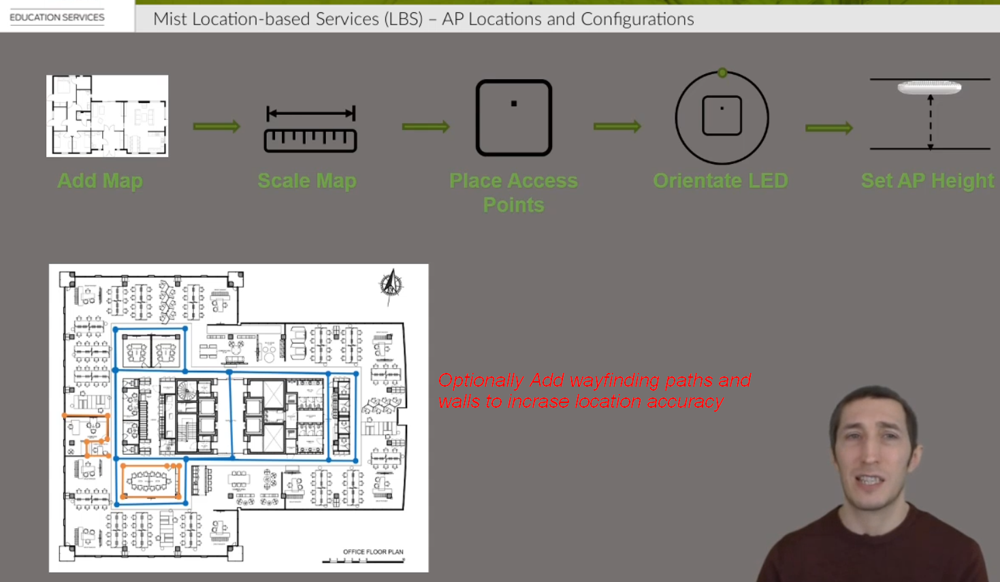 EDUCATION SERVICES
Mist Location-based Services (LBS) – AP Locations and Configurations
Add Map
Scale Map
Place Access
Points
Orientate LED
Set AP Height
Optionally Add wayfinding paths and
walls to incrase location accuracy
OFFICE FLOOR PLAN